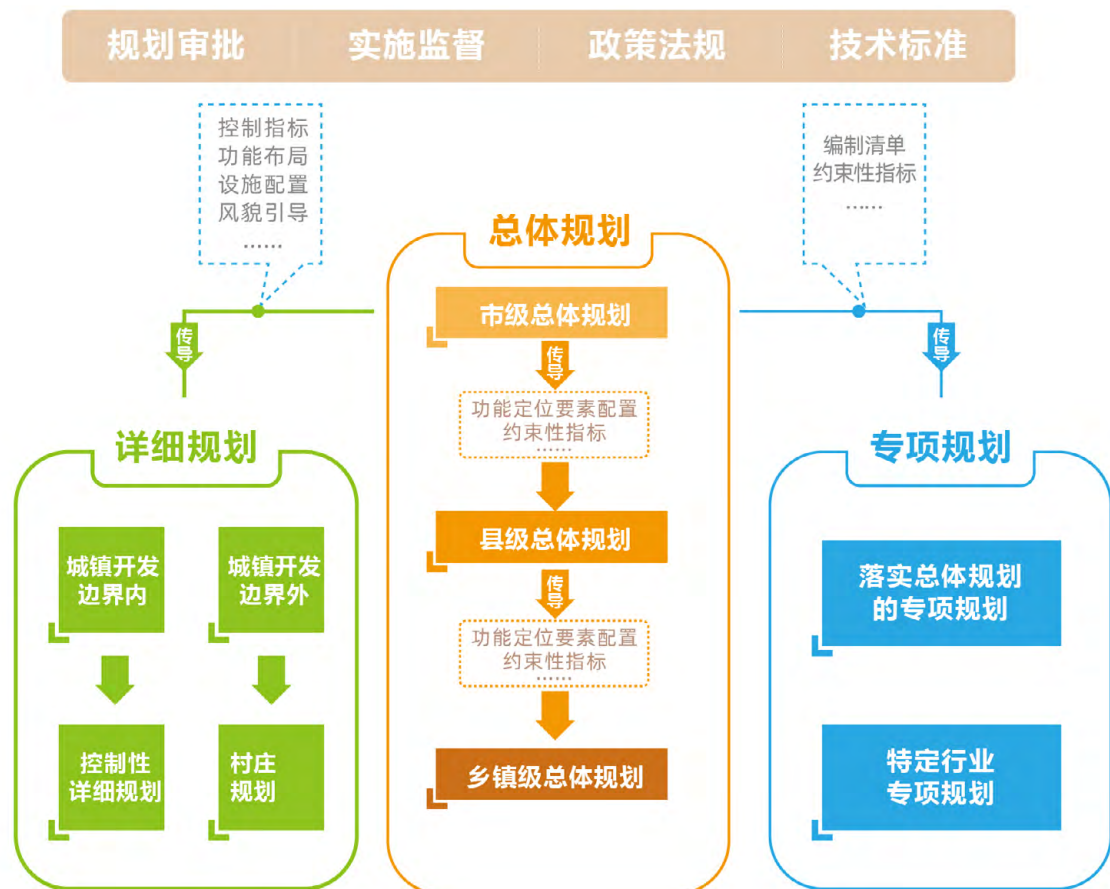 规划审批 实施监督 政策法规 技术标准
控制指标
功能布局
设施配置
风貌引导
……
编制清单
约束性指标
……
总体规划
市级总体规划
传导
功能定位要素配置
约束性指标
……
县级总体规划
传导
功能定位要素配置
约束性指标
……
乡镇级总体规划
传导
详细规划
城镇开发
边界内
城镇开发
边界外
控制性
详细规划
村庄
规划
传导
专项规划
落实总体规划
的专项规划
特定行业
专项规划